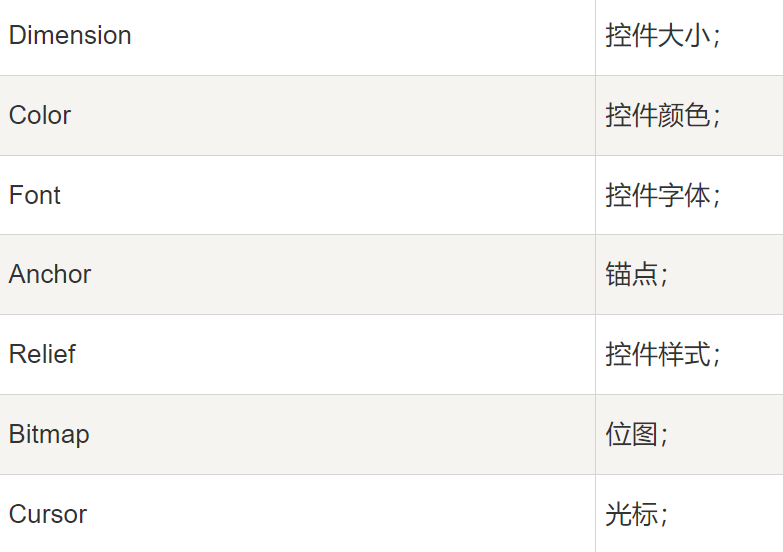 Dimension 控件大小；
Color 控件颜色；
Font 控件字体；
Anchor 锚点；
Relief 控件样式；
Bitmap 位图；
Cursor 光标；